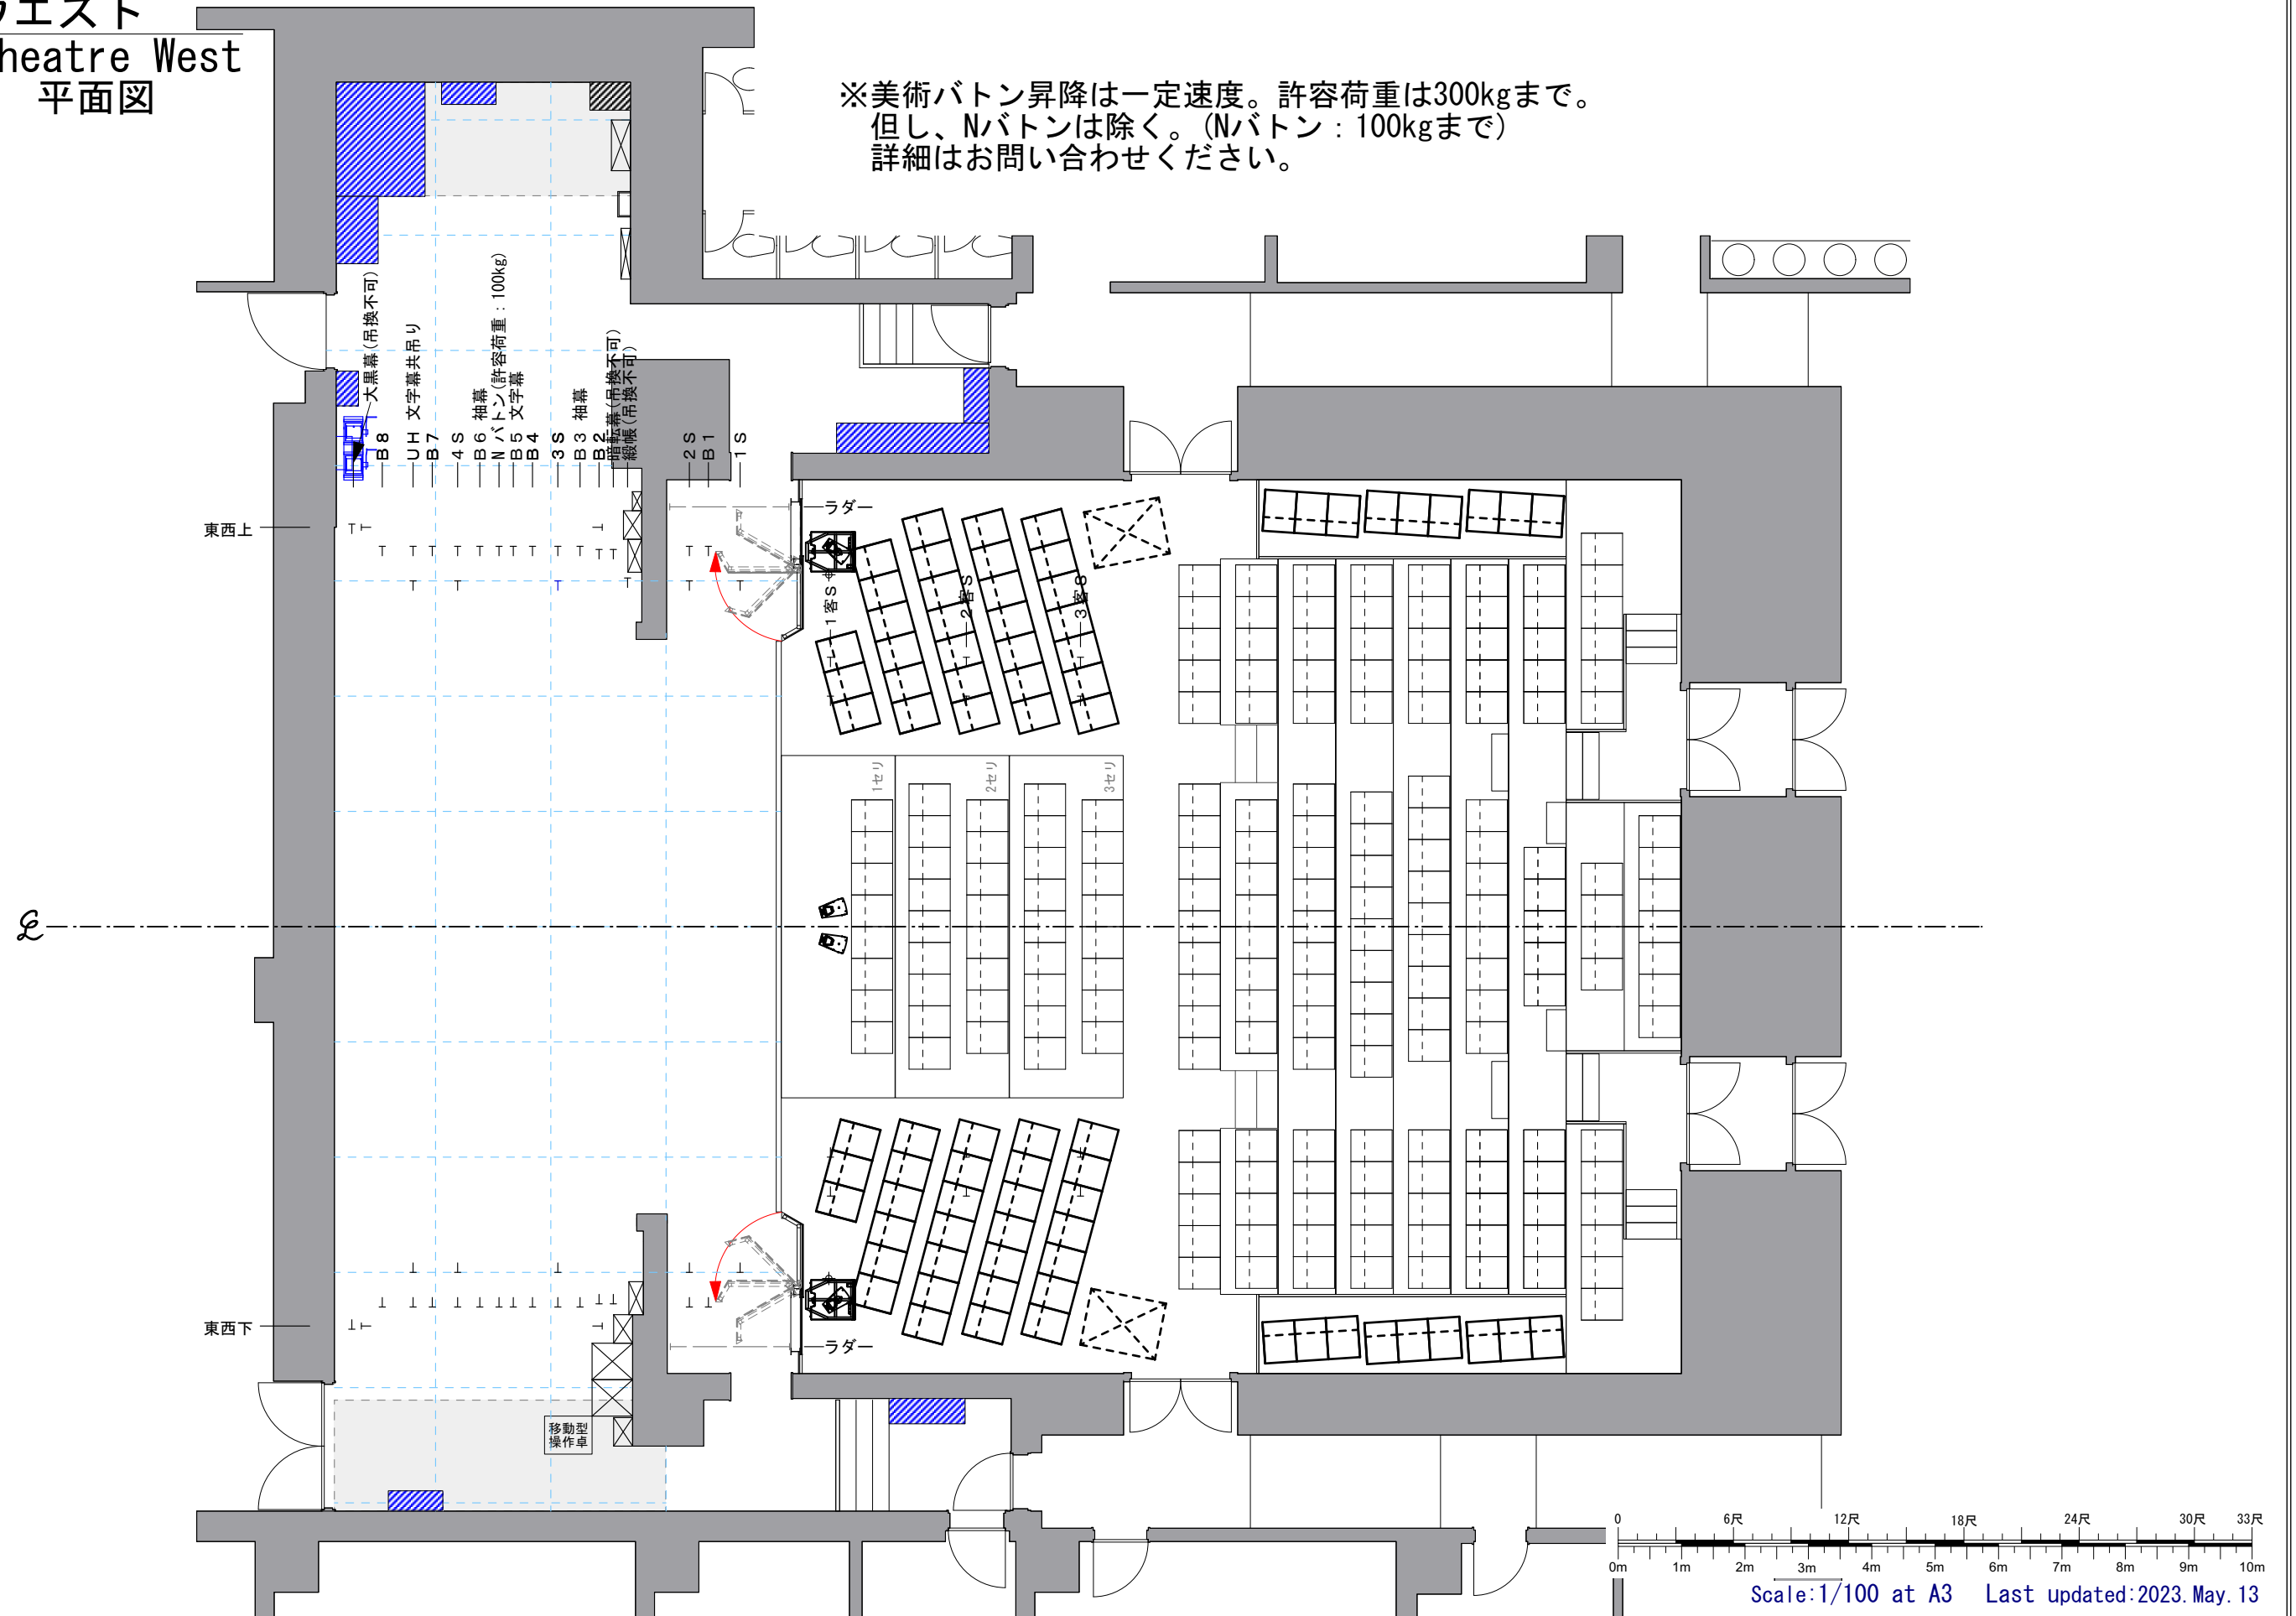 ウエスト
heatre West
平面図
※美術バトン昇降は一定速度。許容荷重は300kgまで。
但し、Nバトンは除く。(Nバトン：100kgまで)
詳細はお問い合わせください。
大黒幕(吊換不可)
B8
UH 文字幕共吊り
B7
4S
B6 袖幕
N バトン(許容荷重：100kg)
B5 文字幕
B4
3S
B3 袖幕
B2
暗転幕(吊換不可)
緞帳(吊換不可)
2S
B1
1S
東西上
ラダー
1客S
2客S
3客S
1セリ
2セリ
3セリ
東西下
ラダー
移動型
操作卓
0 6尺 12尺 18尺 24尺 30尺 33尺
0m 1m 2m 3m 4m 5m 6m 7m 8m 9m 10m
Scale:1/100 at A3 Last updated:2023.May.13